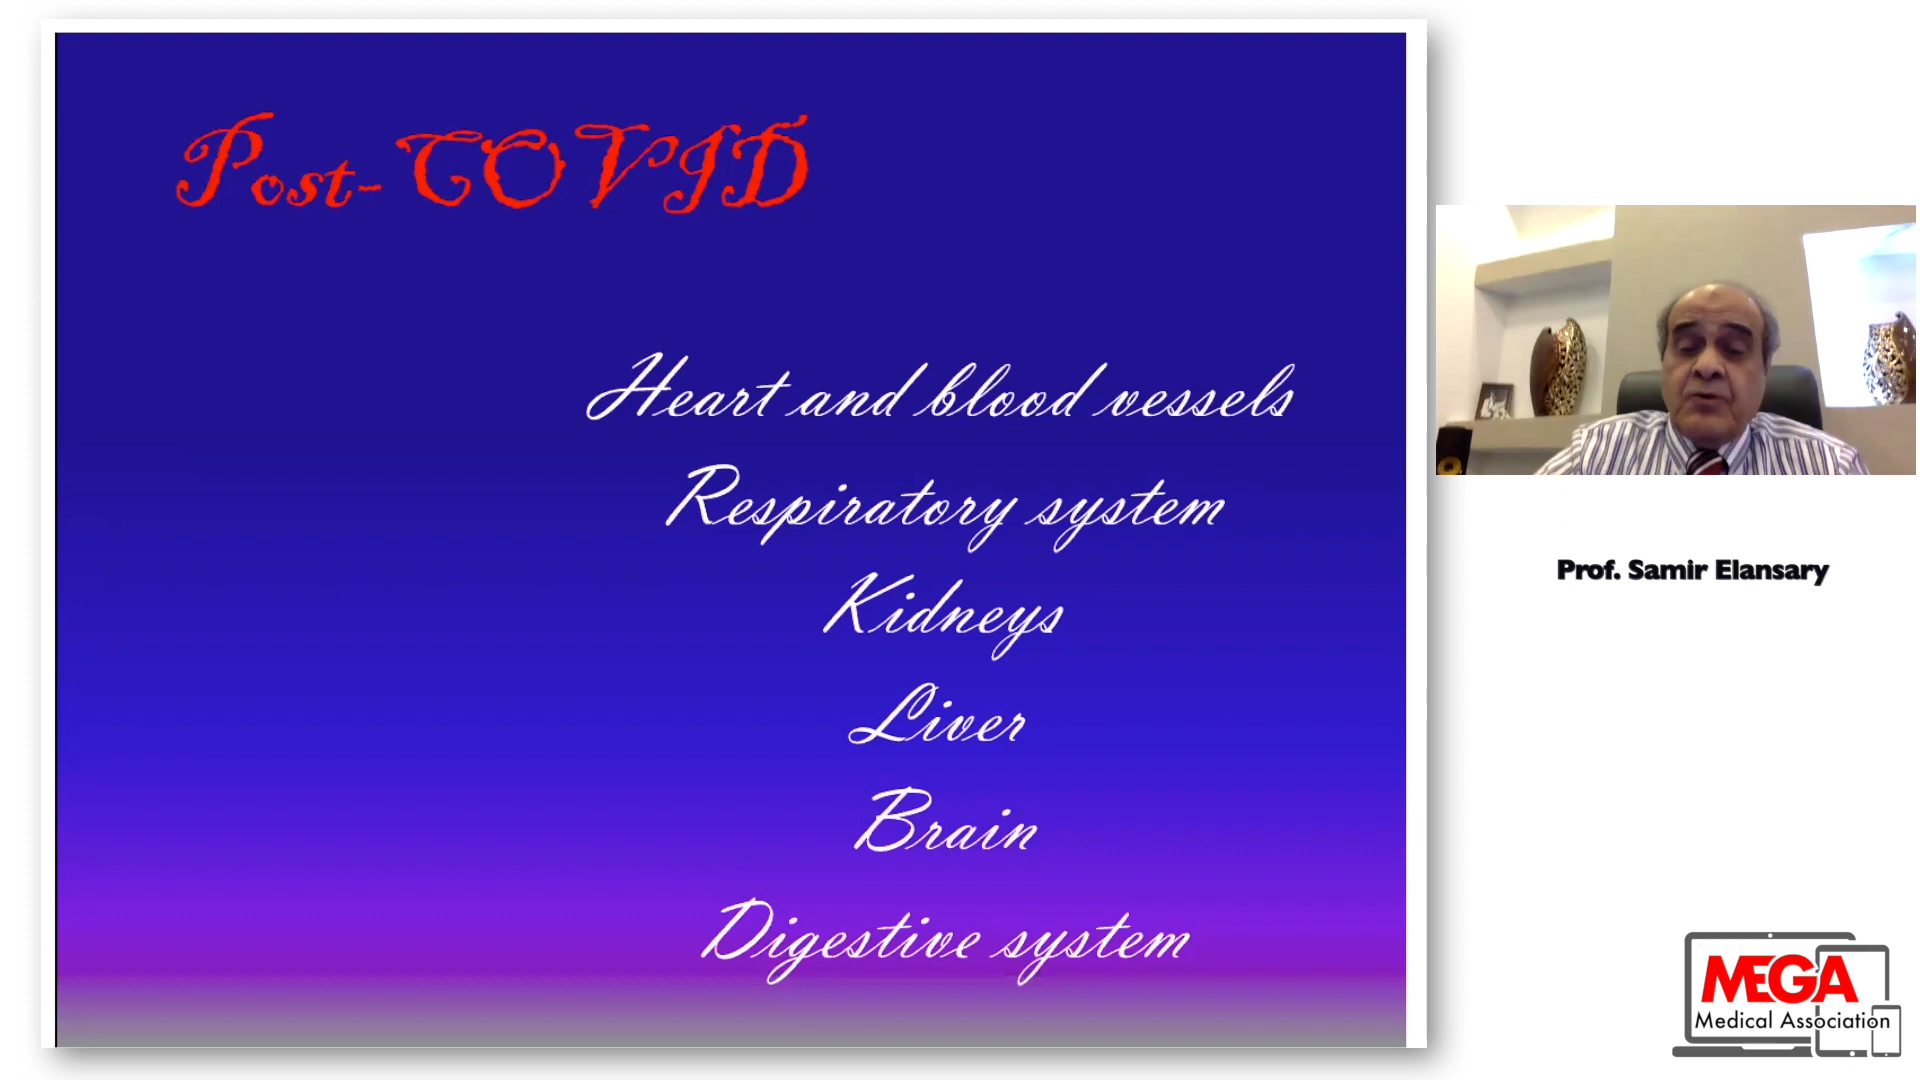 Post-COVID
Heart and blood vessels
Respiratory system
Kidneys
Liver
Brain
Digestive system
Prof. Samir Elansary
MEGA
Medical Association